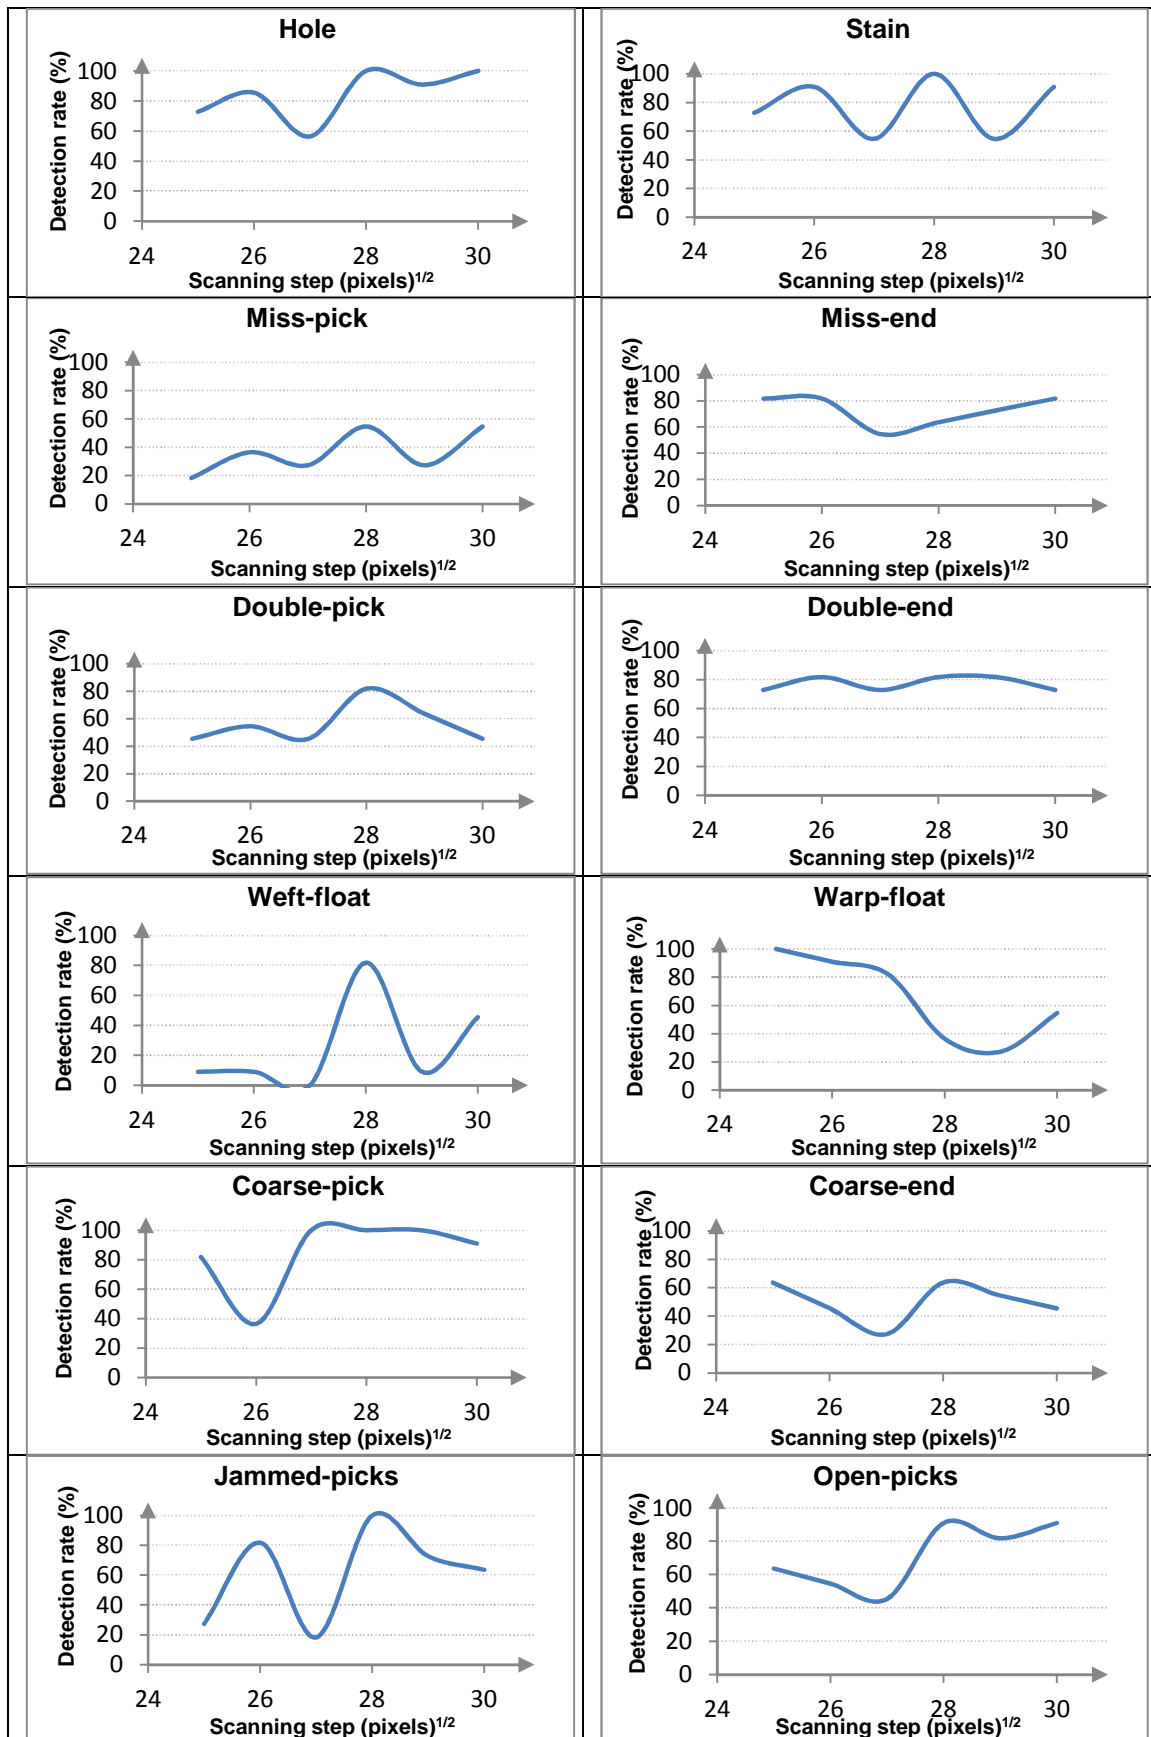 Hole
Detection rate (%)
100
80
60
40
20
0
24 26 28 30
Scanning step (pixels)1/2
Stain
Detection rate (%)
100
80
60
40
20
0
24 26 28 30
Scanning step (pixels)1/2
Miss-pick
Detection rate (%)
100
80
60
40
20
0
24 26 28 30
Scanning step (pixels)1/2
Miss-end
Detection rate (%)
100
80
60
40
20
0
24 26 28 30
Scanning step (pixels)1/2
Double-pick
Detection rate (%)
100
80
60
40
20
0
24 26 28 30
Scanning step (pixels)1/2
Double-end
Detection rate (%)
100
80
60
40
20
0
24 26 28 30
Scanning step (pixels)1/2
Weft-float
Detection rate (%)
100
80
60
40
20
0
24 26 28 30
Scanning step (pixels)1/2
Warp-float
Detection rate (%)
100
80
60
40
20
0
24 26 28 30
Scanning step (pixels)1/2
Coarse-pick
Detection rate (%)
100
80
60
40
20
0
24 26 28 30
Scanning step (pixels)1/2
Coarse-end
Detection rate (%)
100
80
60
40
20
0
24 26 28 30
Scanning step (pixels)1/2
Jammed-picks
Detection rate (%)
100
80
60
40
20
0
24 26 28 30
Scanning step (pixels)1/2
Open-picks
Detection rate (%)
100
80
60
40
20
0
24 26 28 30
Scanning step (pixels)1/2